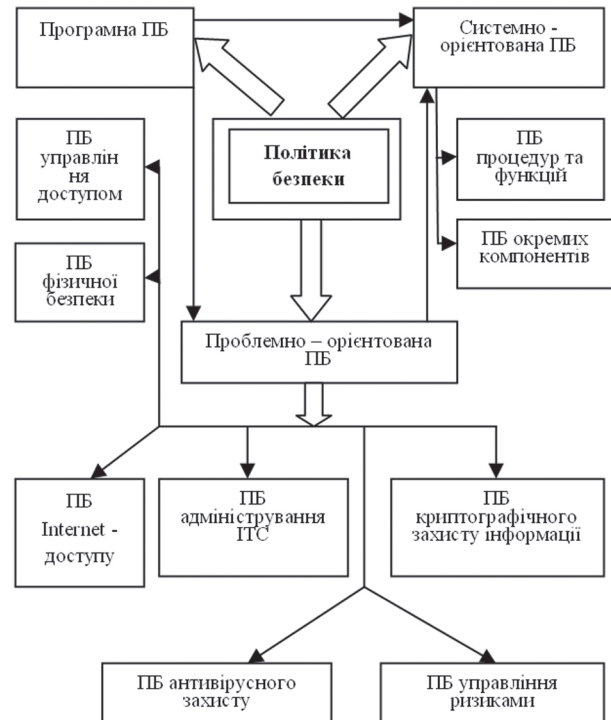 Програмна ПБ
Системно -
орієнтована ПБ
Політика
безпеки
ПБ
управлін
ня
доступом
ПБ
процедур та
функцій
ПБ
фізичної
безпеки
ПБ окремих
компонентів
Проблемно – орієнтована
ПБ
ПБ
Internet -
доступу
ПБ
адміністрування
ІТС
ПБ
криптографічного
захисту інформації
ПБ антивірусного
захисту
ПБ управління
ризиками